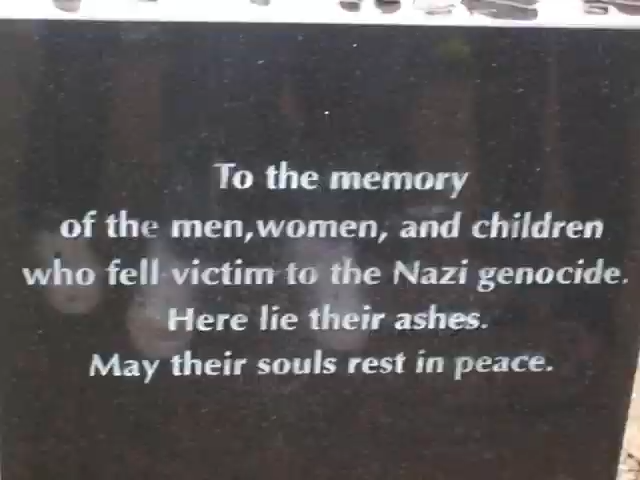 To the memory
of the men,women, and children
who fell victim to the Nazi genocide.
Here lie their ashes.
May their souls rest in peace.